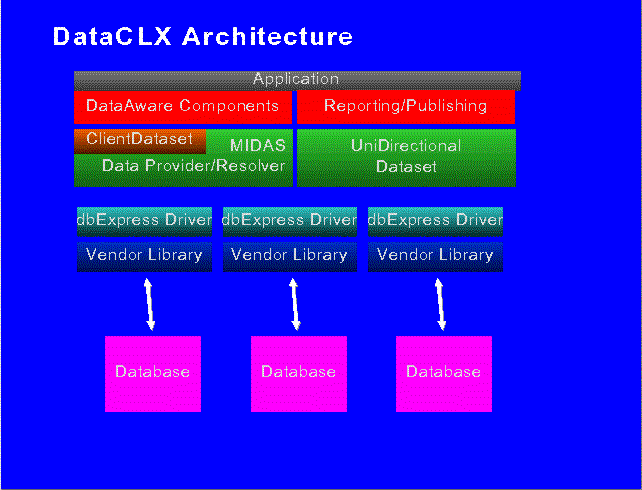 DataCLX Architecture
Application
DataAware Components
Reporting/Publishing
ClientDataset
MIDAS
Data Provider/Resolver
UniDirectional
Dataset
dbExpress Driver
dbExpress Driver
dbExpress Driver
Vendor Library
Vendor Library
Vendor Library
Database
Database
Database